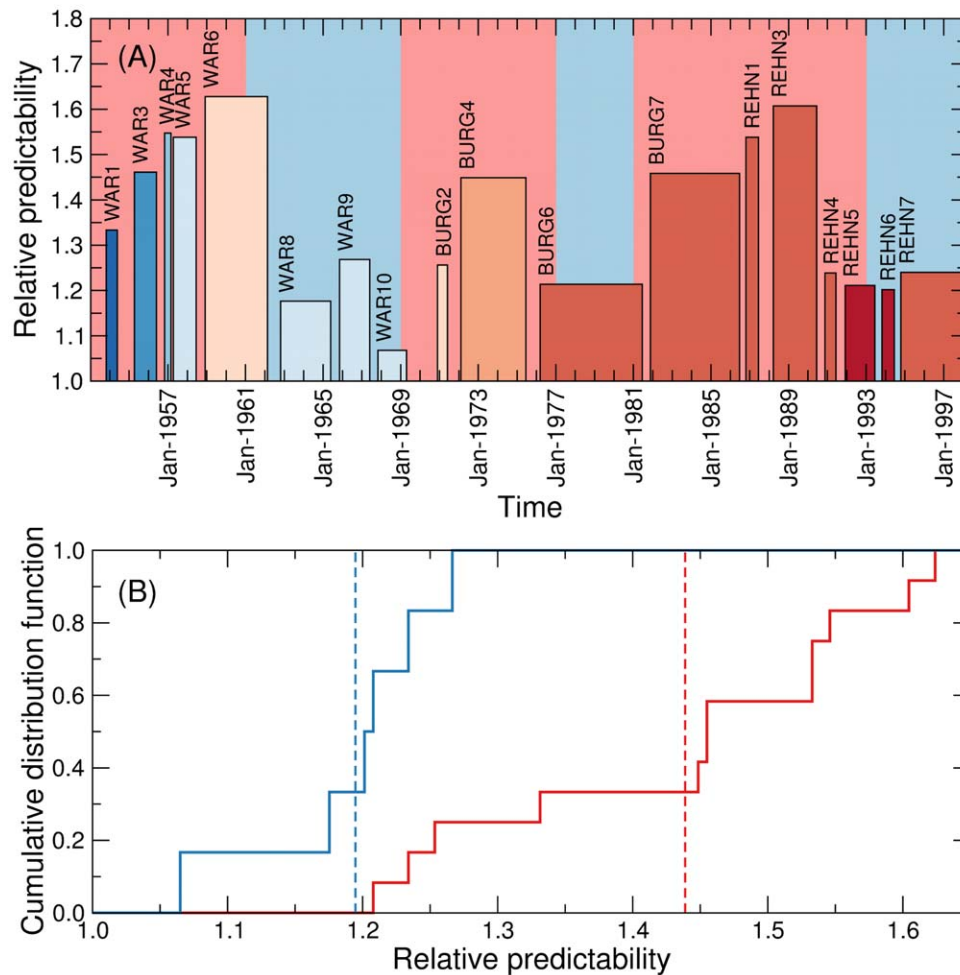 (A)
Relative predictability
1.8
1.7
1.6
1.5
1.4
1.3
1.2
1.1
1.0
WAR1
WAR3
WAR4
WAR5
WAR6
WAR8
WAR9
WAR10
BURG2
BURG4
BURG6
BURG7
REHN1
REHN3
REHN4
REHN5
REHN6
REHN7
Jan-1957
Jan-1961
Jan-1965
Jan-1969
Jan-1973
Jan-1977
Jan-1981
Jan-1985
Jan-1989
Jan-1993
Jan-1997
Time
(B)
Cumulative distribution function
1.0
0.8
0.6
0.4
0.2
0.0
1.0 1.1 1.2 1.3 1.4 1.5 1.6
Relative predictability